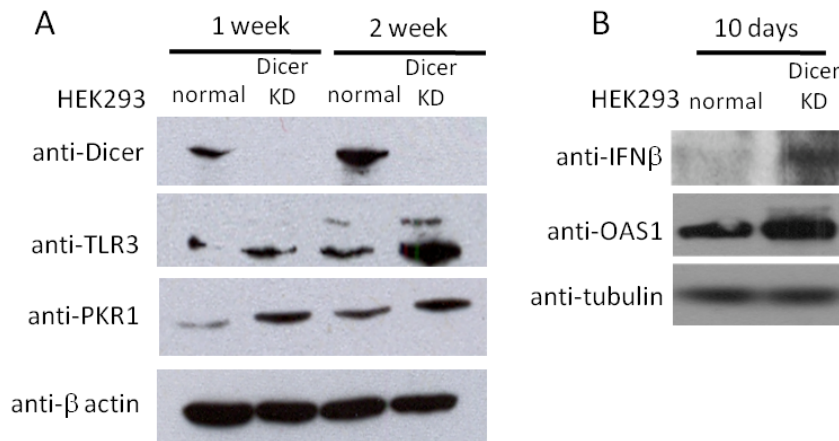 A
1 week
2 week
HEK293
normal
Dicer
KD
normal
Dicer
KD
anti-Dicer
anti-TLR3
anti-PKR1
anti-β actin
B
10 days
HEK293
normal
Dicer
KD
anti-IFNβ
anti-OAS1
anti-tubulin